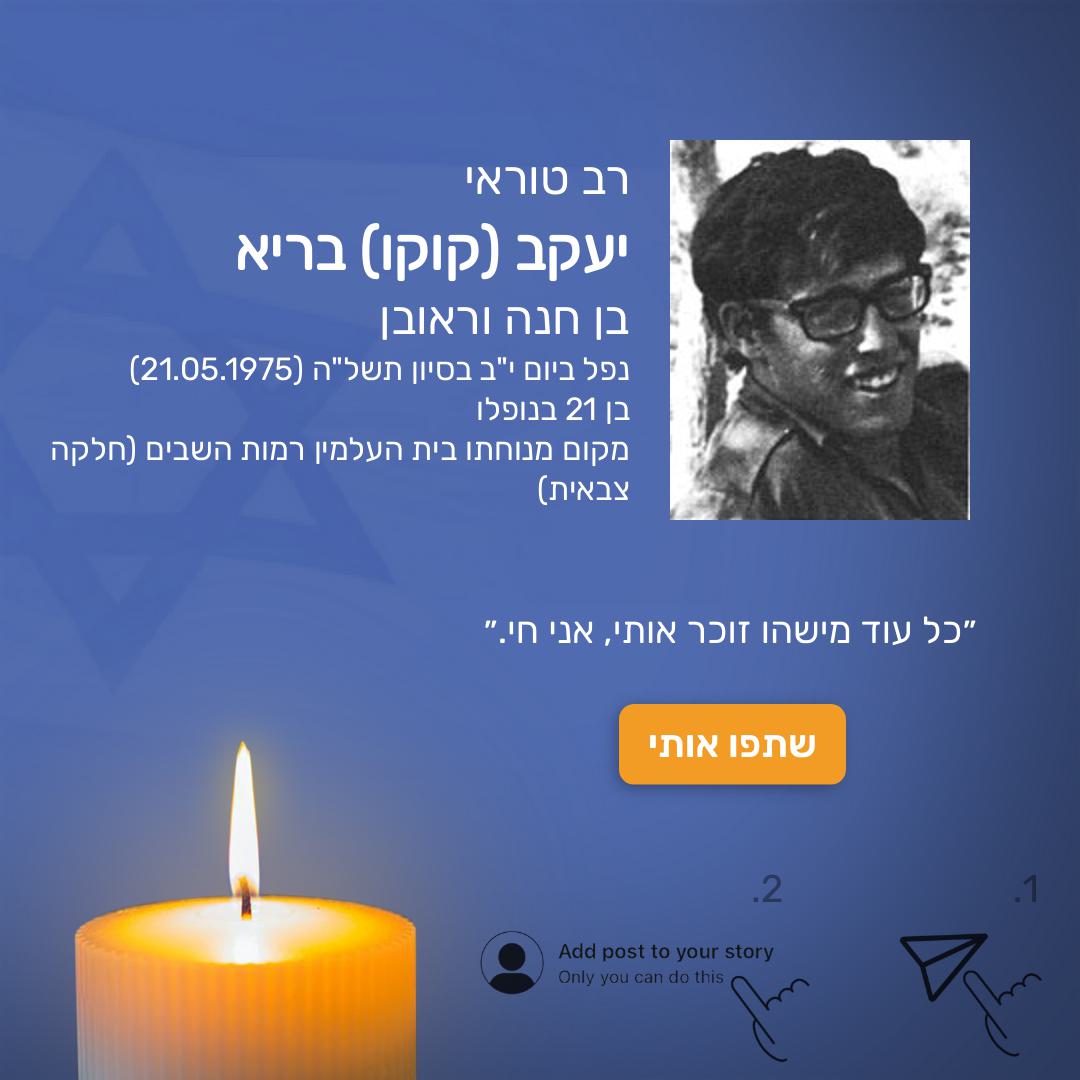 רב טוראי
יעקב (קוקו) בריא
בן חנה וראובן
נפל ביום י"ב בסיון תשל"ה (21.05.1975)
בן 21 בנופלו
מקום מנוחתו בית העלמין רמות השבים (חלקה
צבאית)
״כל עוד מישהו זוכר אותי, אני חי.״
שתפו אותי
.1
.2
Add post to your story
Only you can do this